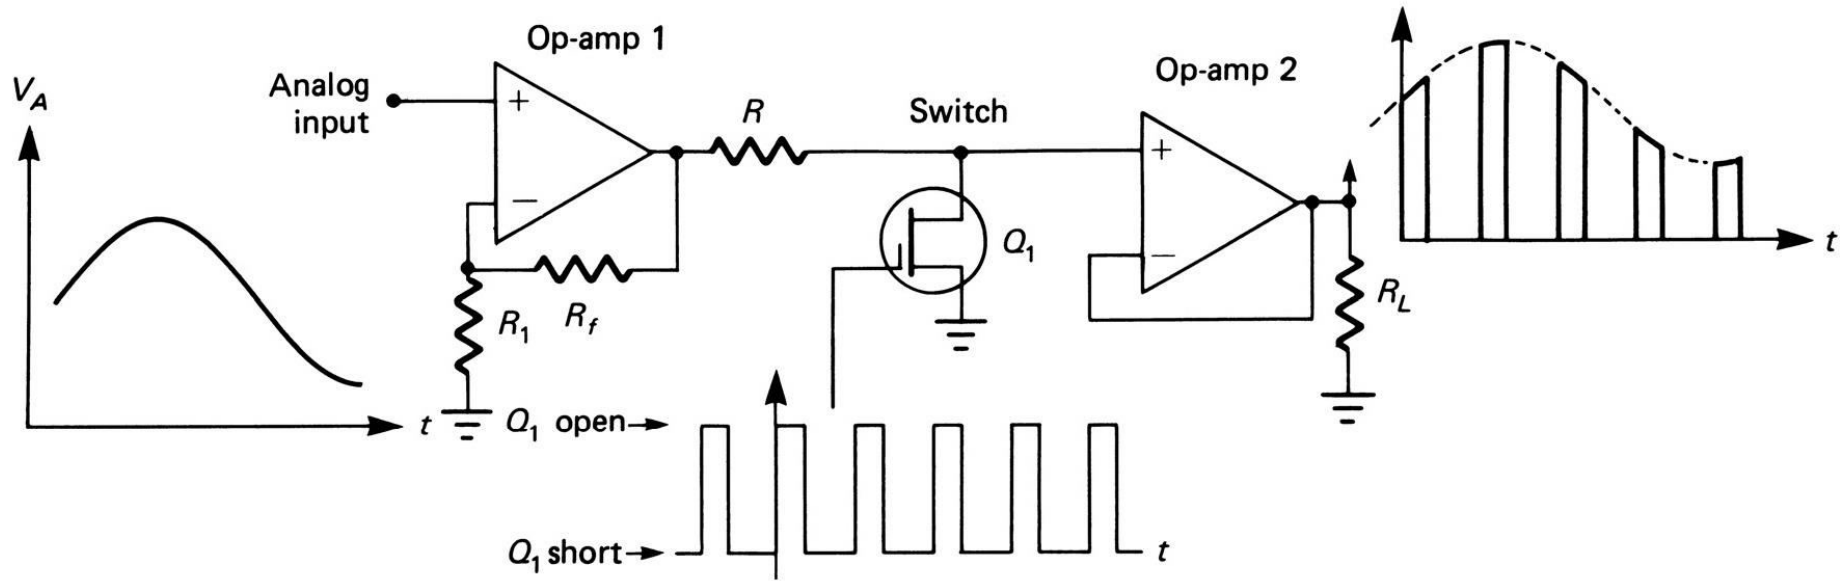 Op-amp 1
V_A
Analog
input
+
−
R
Switch
Op-amp 2
+
−
Q_1
R_1
R_f
R_L
t
t
Q_1 open
Q_1 short
t